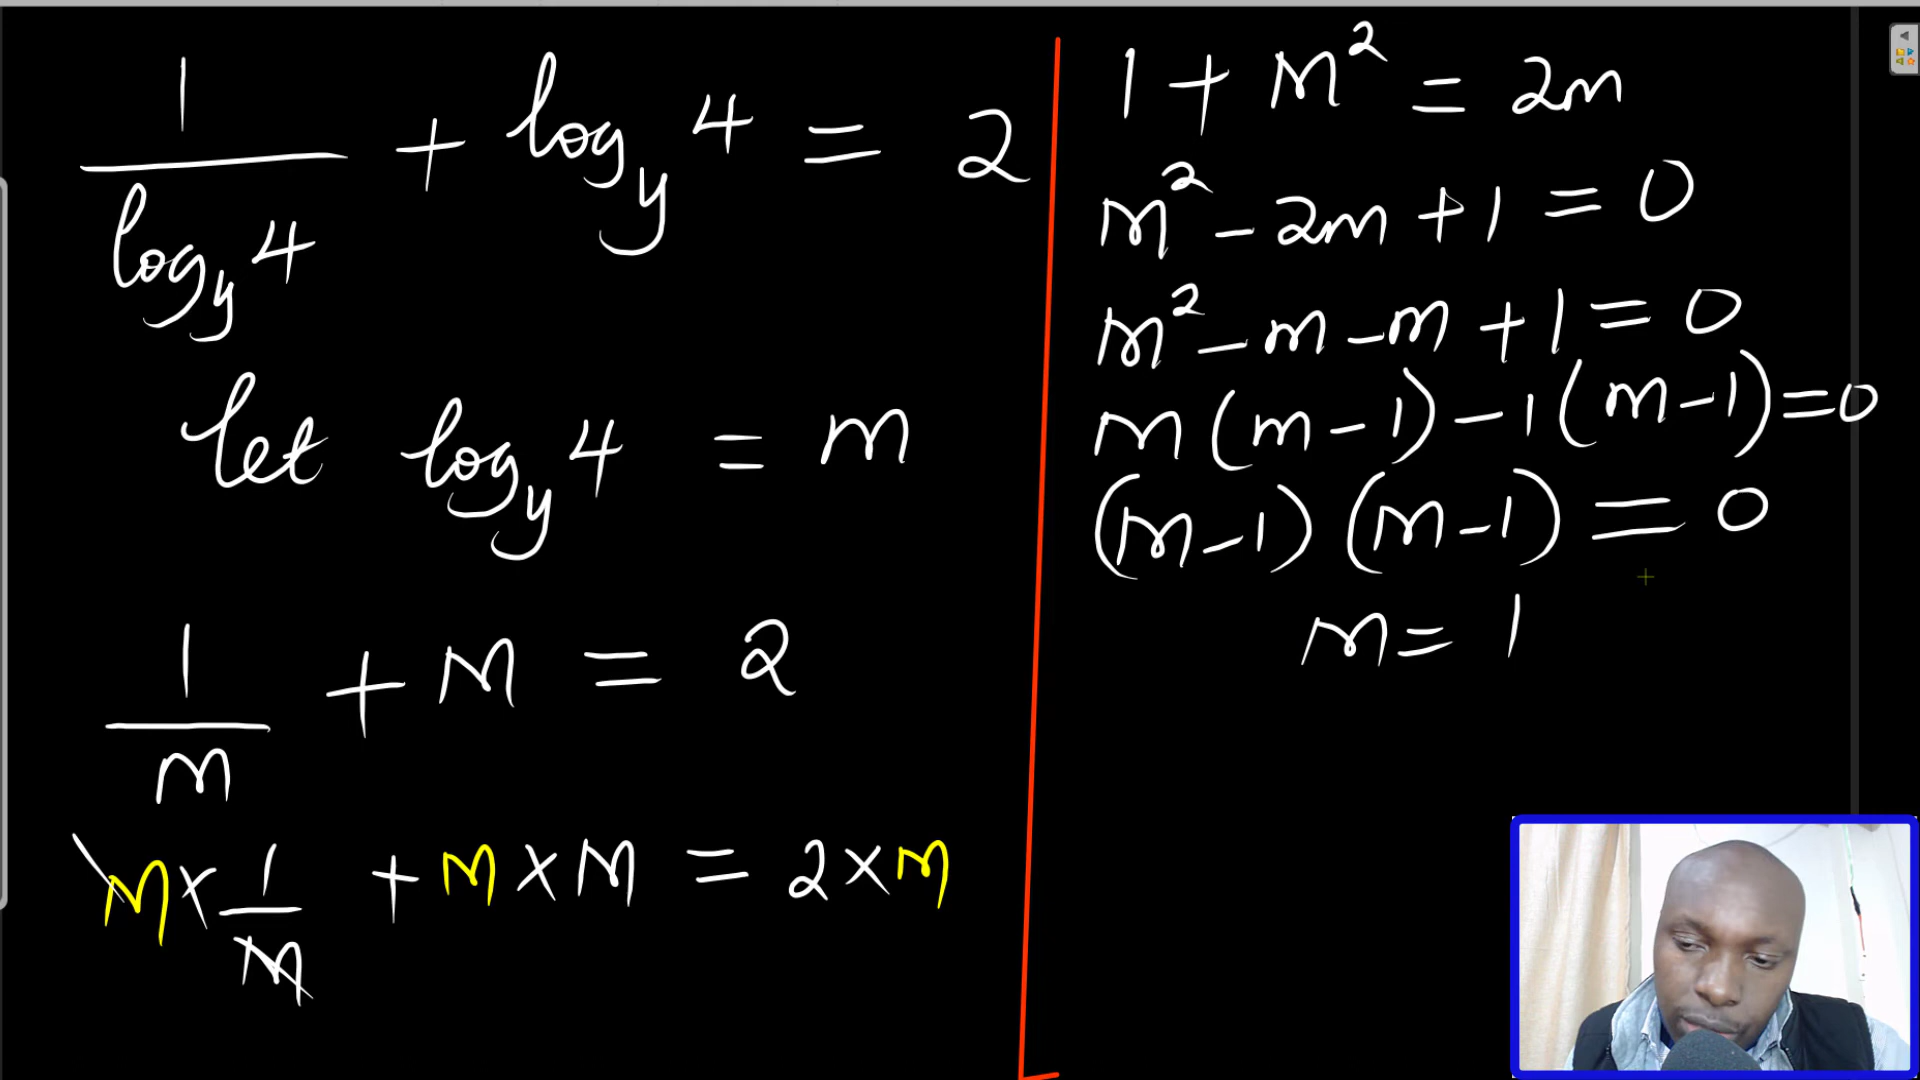 1/log_y 4 + log_y 4 = 2
let log_y 4 = m
1/m + m = 2
m × 1/m + m × m = 2 × m
1 + m² = 2m
m² - 2m + 1 = 0
m² - m - m + 1 = 0
m(m - 1) - 1(m - 1) = 0
(m - 1)(m - 1) = 0
m = 1